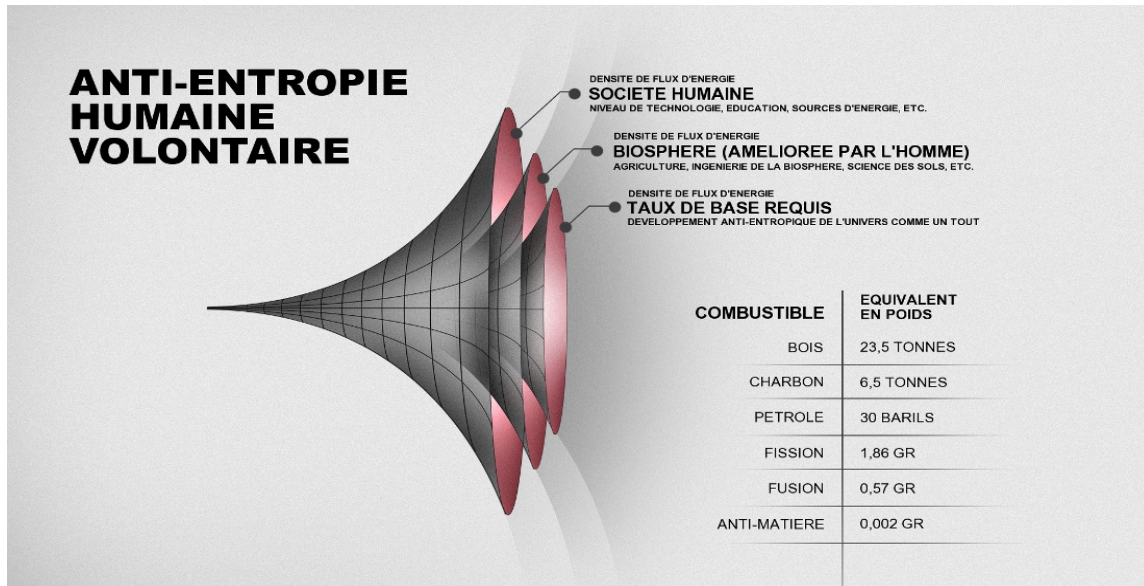 ANTI-ENTROPIE
HUMAINE
VOLONTAIRE
DENSITE DE FLUX D'ENERGIE
SOCIETE HUMAINE
NIVEAU DE TECHNOLOGIE, EDUCATION, SOURCES D'ENERGIE, ETC.
DENSITE DE FLUX D'ENERGIE
BIOSPHERE (AMELIOREE PAR L'HOMME)
AGRICULTURE, INGENIERIE DE LA BIOSPHERE, SCIENCE DES SOLS, ETC.
DENSITE DE FLUX D'ENERGIE
TAUX DE BASE REQUIS
DEVELOPPEMENT ANTI-ENTROPIQUE DE L'UNIVERS COMME UN TOUT
COMBUSTIBLE
EQUIVALENT
EN POIDS
BOIS 23,5 TONNES
CHARBON 6,5 TONNES
PETROLE 30 BARILS
FISSION 1,86 GR
FUSION 0,57 GR
ANTI-MATIERE 0,002 GR